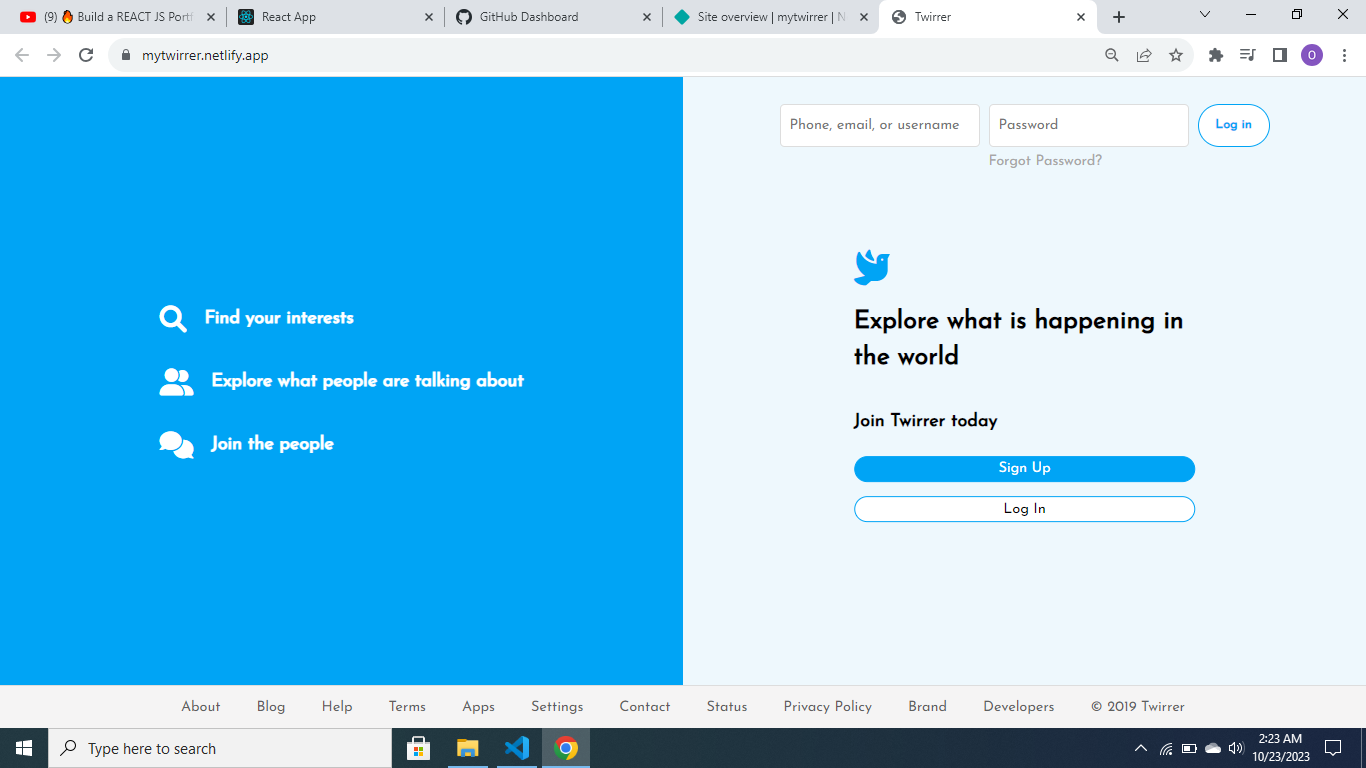 (9) 🔥 Build a REACT JS Portf
React App
GitHub Dashboard
Site overview | mytwirrer | N
Twirrer
mytwirrer.netlify.app
O
Phone, email, or username
Password
Log in
Forgot Password?
Find your interests
Explore what people are talking about
Join the people
Explore what is happening in
the world
Join Twirrer today
Sign Up
Log In
About Blog Help Terms Apps Settings Contact Status Privacy Policy Brand Developers © 2019 Twirrer
Type here to search
2:23 AM
10/23/2023